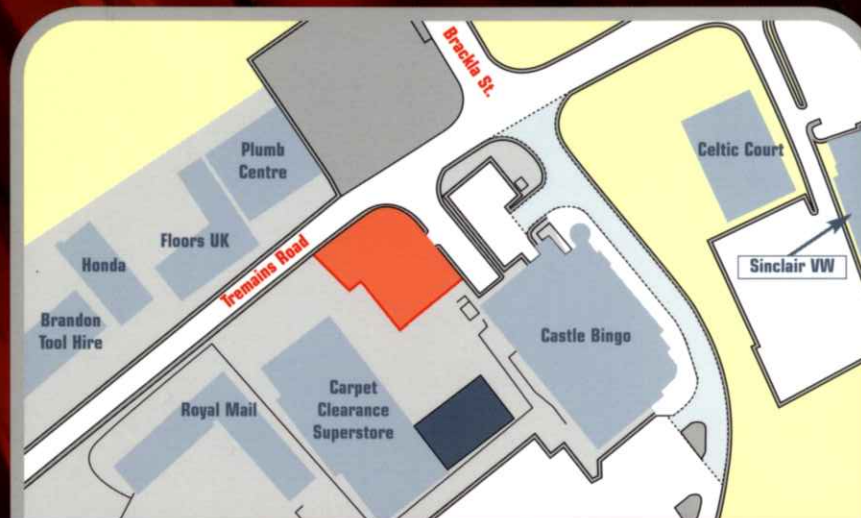 Brackla St.
Plumb
Centre
Celtic Court
Floors UK
Honda
Tremains Road
Sinclair VW
Brandon
Tool Hire
Castle Bingo
Royal Mail
Carpet
Clearance
Superstore